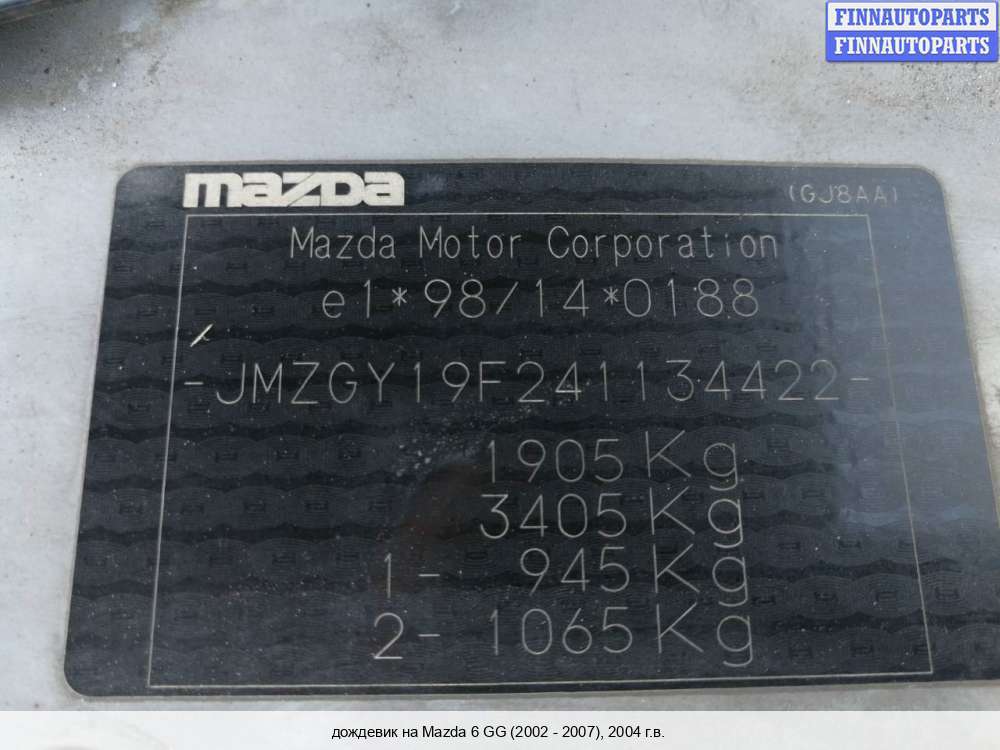 FINNAUTOPARTS
FINNAUTOPARTS
mazda (GJ8AA)
Mazda Motor Corporation
e1*98/14*0188
-JMZGY19F241134422-
1905Kg
3405Kg
1- 945Kg
2- 1065Kg
дождевик на Mazda 6 GG (2002 - 2007), 2004 г.в.